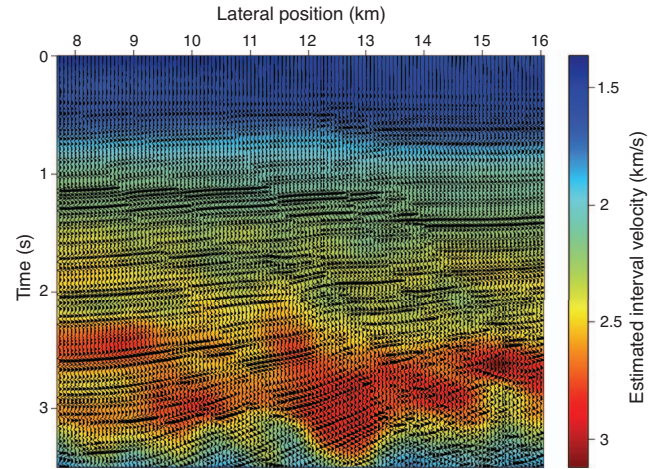 Lateral position (km)
8 9 10 11 12 13 14 15 16
0
1
2
3
Time (s)
1.5
2
2.5
3
Estimated interval velocity (km/s)